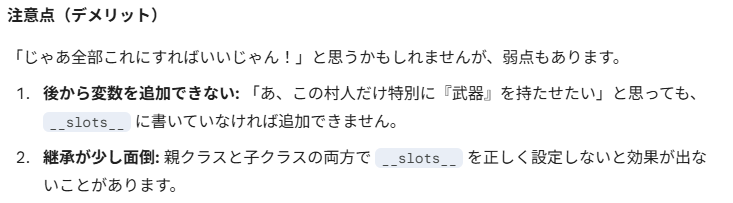 注意点（デメリット）
「じゃあ全部これにすればいいじゃん！」と思うかもしれませんが、弱点もあります。
1. 後から変数を追加できない: 「あ、この村人だけ特別に『武器』を持たせたい」と思っても、
__slots__ に書いていなければ追加できません。
2. 継承が少し面倒: 親クラスと子クラスの両方で __slots__ を正しく設定しないと効果が出な
いことがあります。